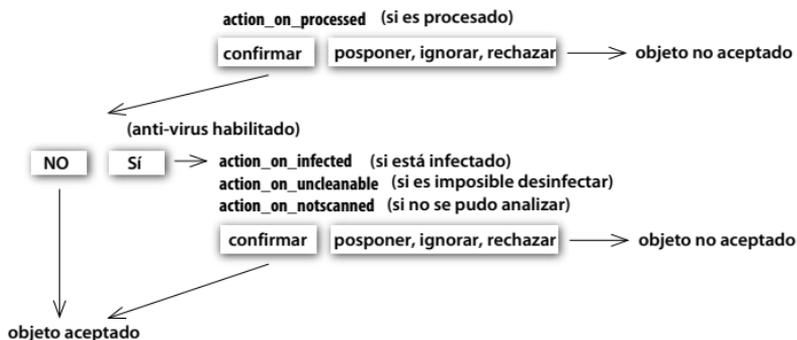 action_on_processed (si es procesado)
confirmar posponer, ignorar, rechazar objeto no aceptado
(anti-virus habilitado)
NO Sí action_on_infected (si está infectado)
action_on_uncleanable (si es imposible desinfectar)
action_on_notscanned (si no se pudo analizar)
confirmar posponer, ignorar, rechazar objeto no aceptado
objeto aceptado